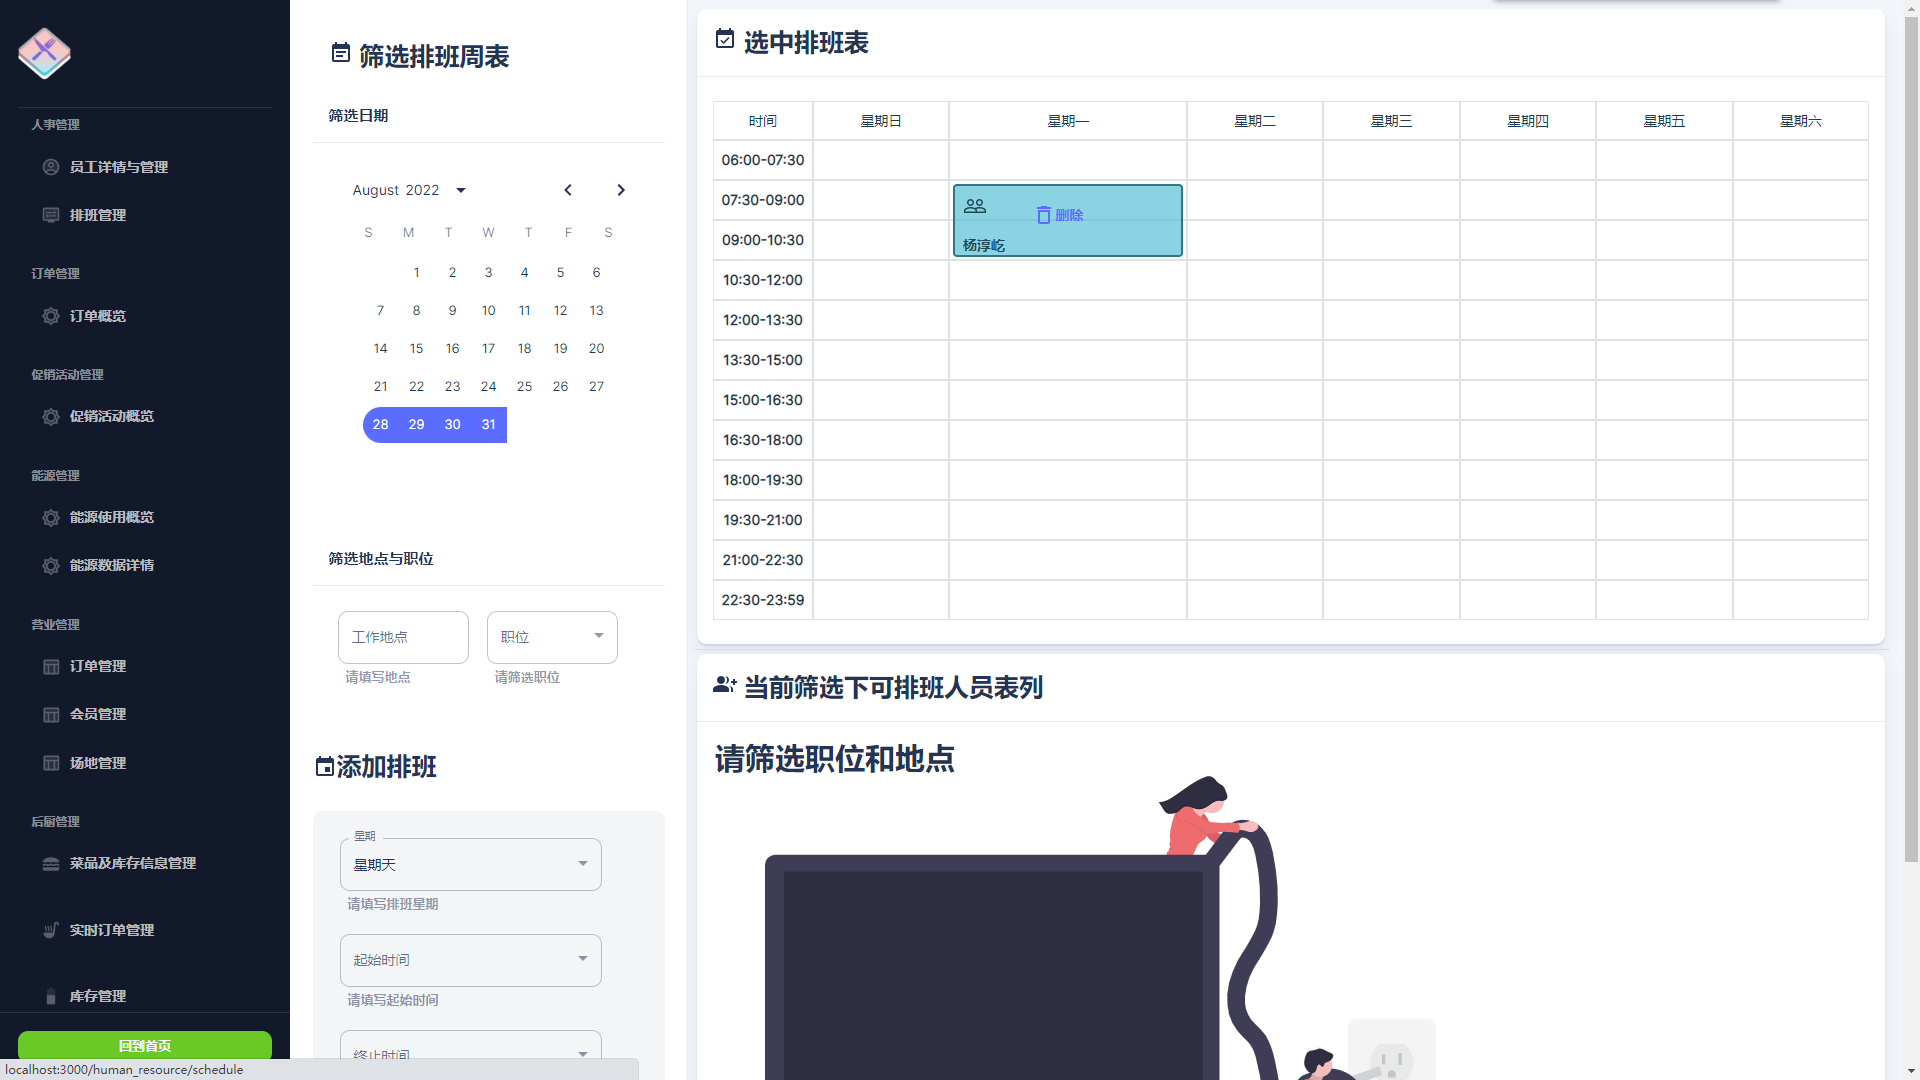 人事管理
员工详情与管理
排班管理
订单管理
订单概览
促销活动管理
促销活动概览
能源管理
能源使用概览
能源数据详情
营业管理
订单管理
会员管理
场地管理
后厨管理
菜品及库存信息管理
实时订单管理
库存管理
回到首页
localhost:3000/human_resource/schedule
筛选排班周表
筛选日期
August 2022
S M T W T F S
1 2 3 4 5 6
7 8 9 10 11 12 13
14 15 16 17 18 19 20
21 22 23 24 25 26 27
28 29 30 31
筛选地点与职位
工作地点 职位
请填写地点 请筛选职位
添加排班
星期
星期天
请填写排班星期
起始时间
请填写起始时间
终止时间
选中排班表
时间 星期日 星期一 星期二 星期三 星期四 星期五 星期六
06:00-07:30
07:30-09:00
删除
09:00-10:30
杨淳屹
10:30-12:00
12:00-13:30
13:30-15:00
15:00-16:30
16:30-18:00
18:00-19:30
19:30-21:00
21:00-22:30
22:30-23:59
当前筛选下可排班人员表列
请筛选职位和地点